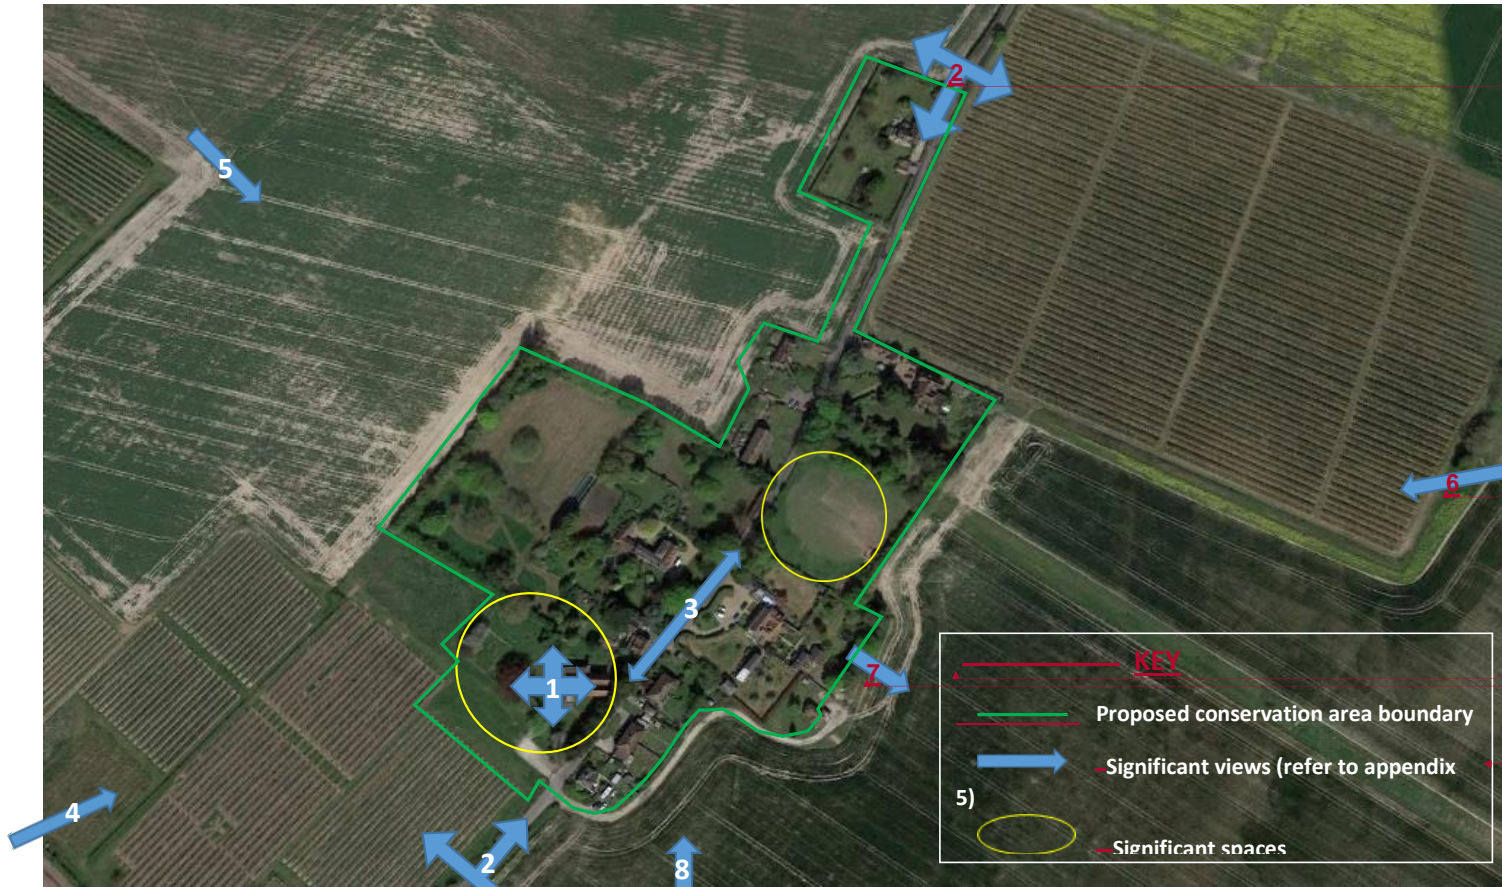 2
5
6
3
7
1
KEY
Proposed conservation area boundary
Significant views (refer to appendix
5)
4
Significant spaces
2
8